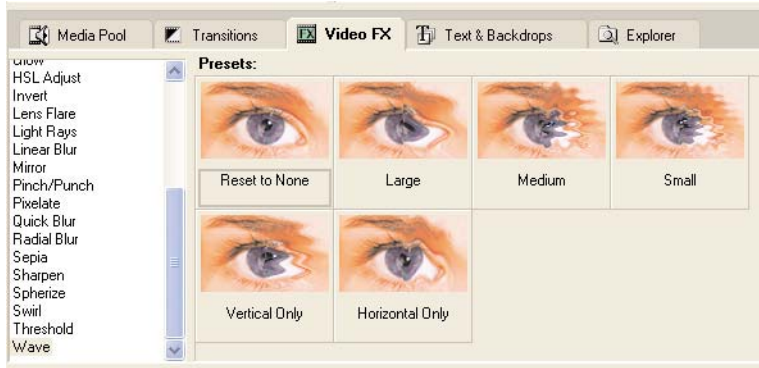 Media Pool
Transitions
Video FX
Text & Backdrops
Explorer
Glow
HSL Adjust
Invert
Lens Flare
Light Rays
Linear Blur
Mirror
Pinch/Punch
Pixelate
Quick Blur
Radial Blur
Sepia
Sharpen
Spherize
Swirl
Threshold
Wave
Presets:
Reset to None
Large
Medium
Small
Vertical Only
Horizontal Only